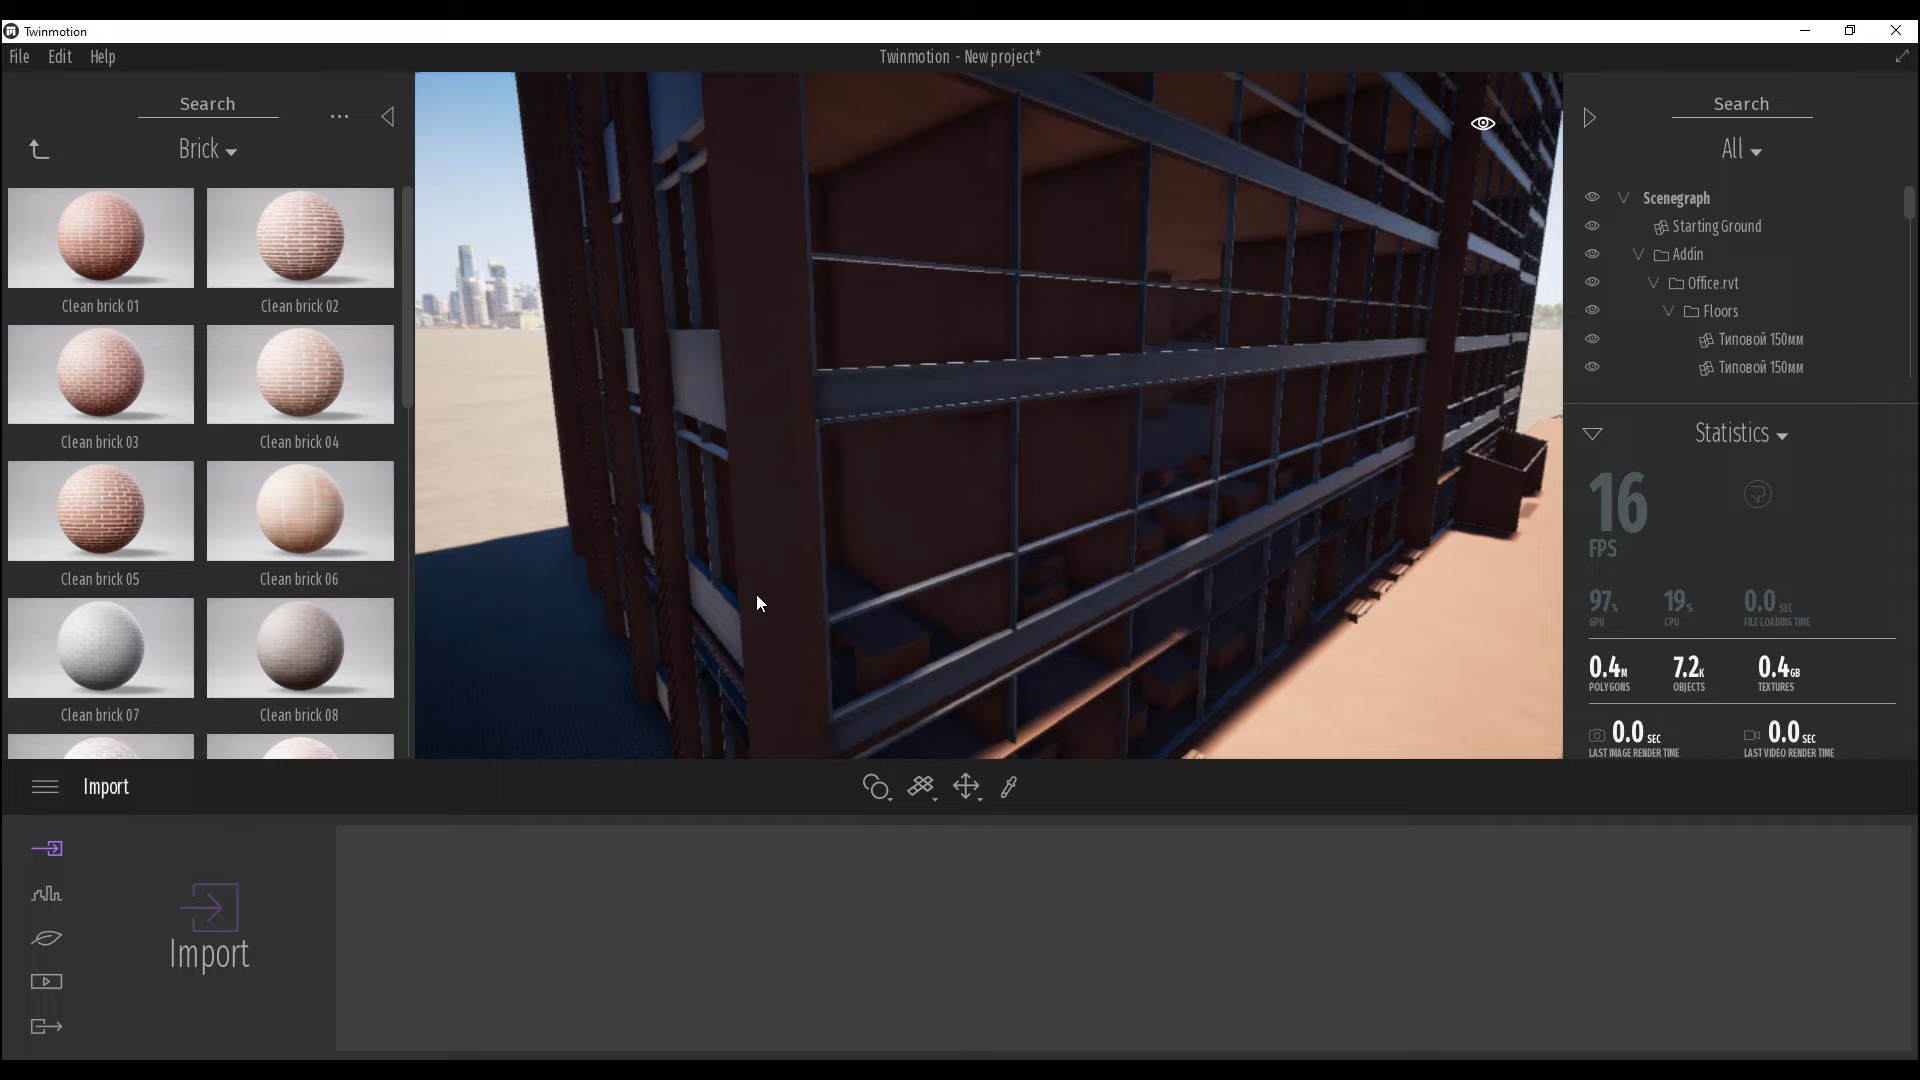 Twinmotion
File Edit Help
Twinmotion - New project*
Search
...
Brick
Clean brick 01
Clean brick 02
Clean brick 03
Clean brick 04
Clean brick 05
Clean brick 06
Clean brick 07
Clean brick 08
Search
All
Scenegraph
Starting Ground
Addin
Office.rvt
Floors
Типовой 150мм
Типовой 150мм
Statistics
16
FPS
97% 19% 0.0 SEC
GPU CPU FILE LOADING TIME
0.4M 7.2K 0.4GB
POLYGONS OBJECTS TEXTURES
0.0 SEC 0.0 SEC
LAST IMAGE RENDER TIME LAST VIDEO RENDER TIME
Import
Import